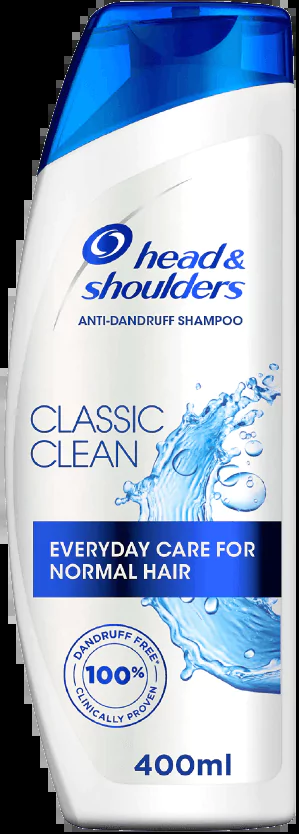 head &
shoulders
ANTI-DANDRUFF SHAMPOO
CLASSIC
CLEAN
EVERYDAY CARE FOR
NORMAL HAIR
DANDRUFF FREE*
100%
CLINICALLY PROVEN
400ml